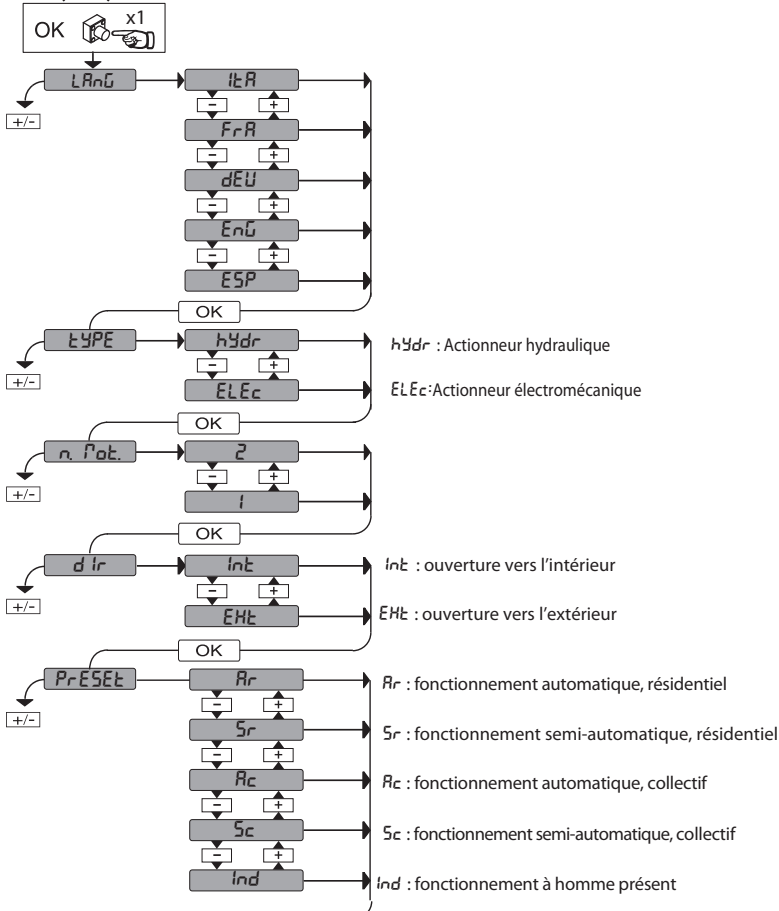 OK x1
LAnG ItA
+/-
- +
FrA
- +
dEU
- +
EnG
- +
ESP
OK
tYPE hYdr hYdr : Actionneur hydraulique
+/-
- +
ELEc ELEc:Actionneur électromécanique
OK
n. Mot. 2
+/-
- +
1
OK
dIr Int Int : ouverture vers l'intérieur
+/-
- +
EHt EHt : ouverture vers l'extérieur
OK
PrESEt Ar Ar : fonctionnement automatique, résidentiel
+/-
- +
Sr Sr : fonctionnement semi-automatique, résidentiel
- +
Ac Ac : fonctionnement automatique, collectif
- +
Sc Sc : fonctionnement semi-automatique, collectif
- +
Ind Ind : fonctionnement à homme présent